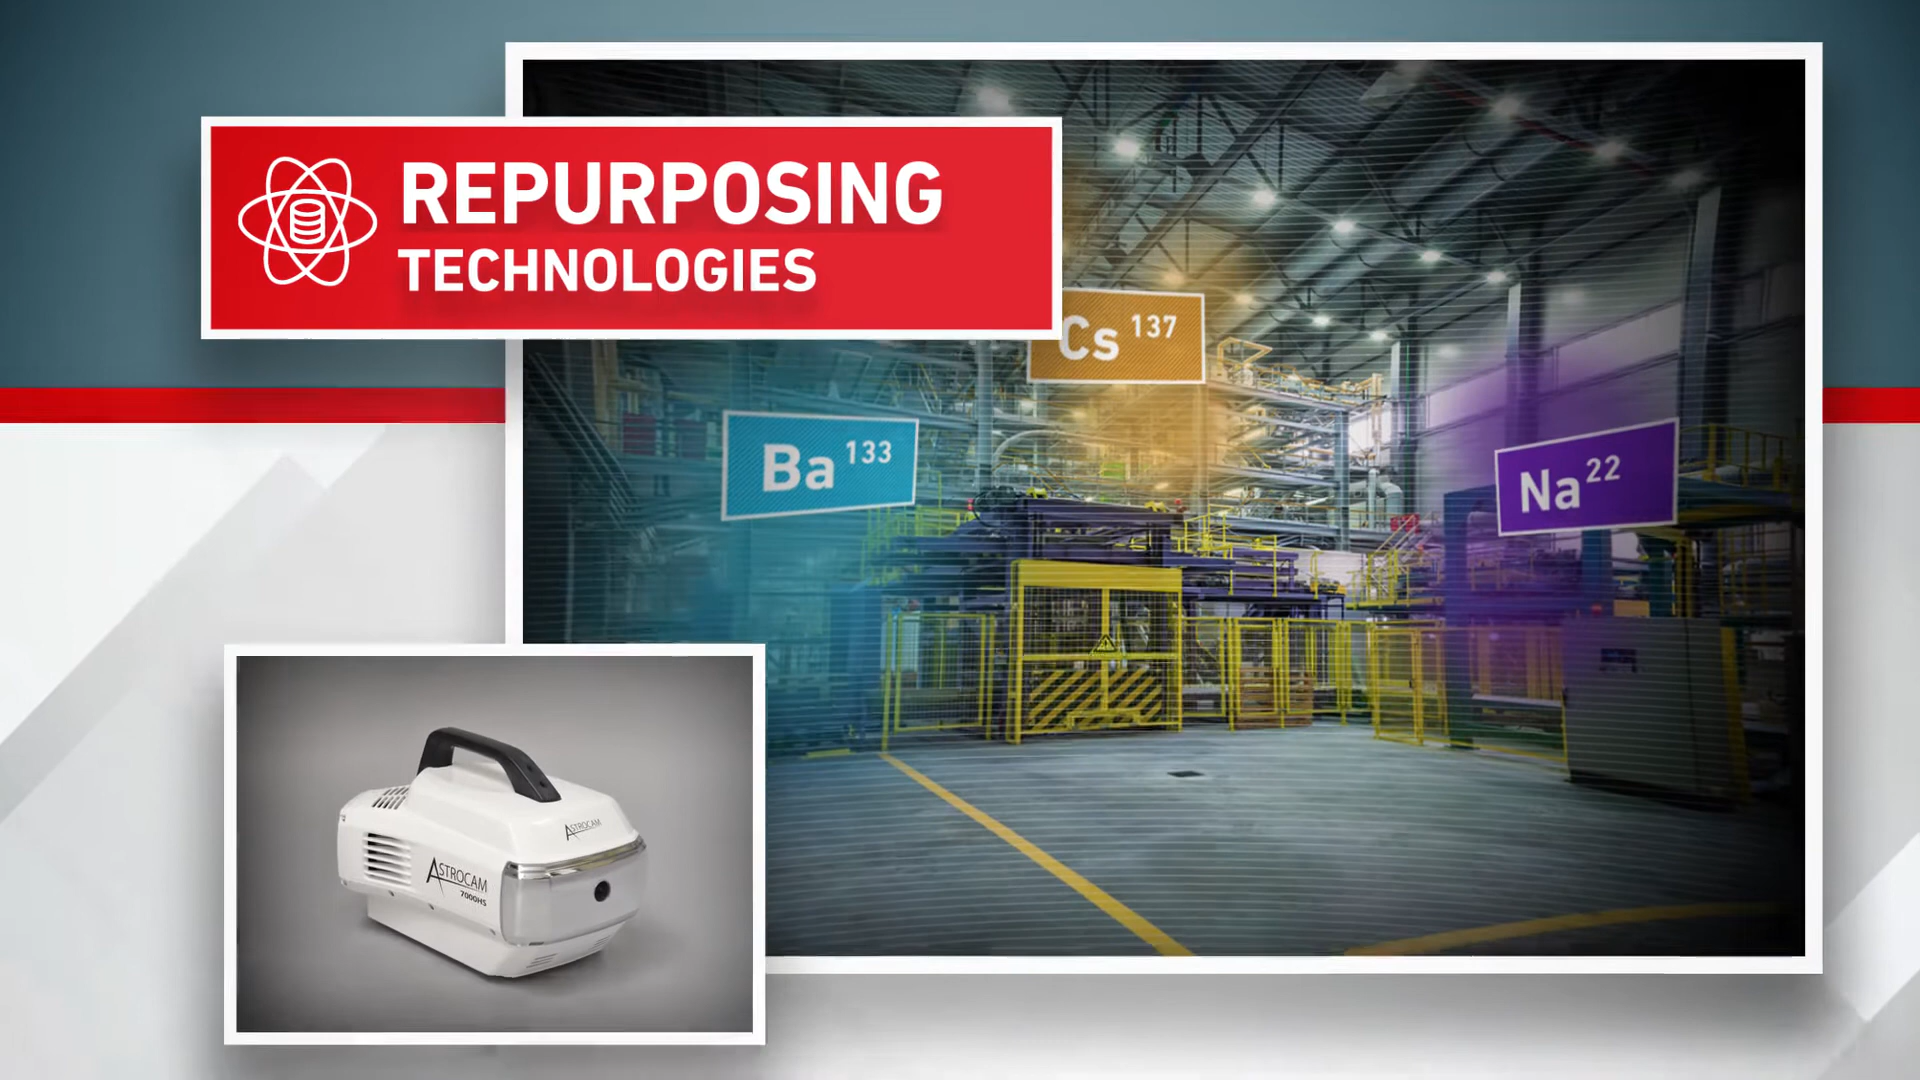 REPURPOSING
TECHNOLOGIES
Cs 137
Ba 133
Na 22
ASTROCAM
ASTROCAM
7000HS